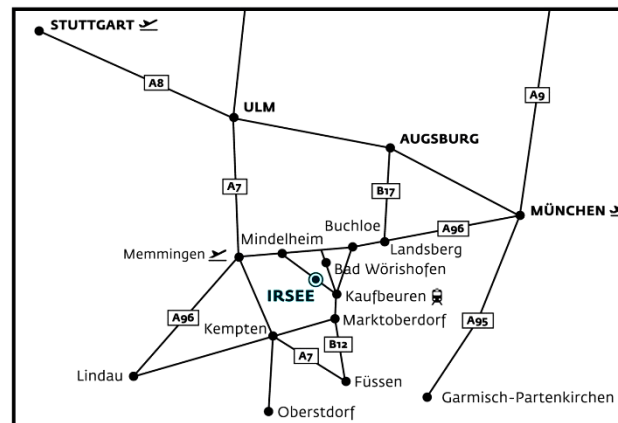 STUTTGART
A8
ULM
A9
AUGSBURG
A7
B17
MÜNCHEN
Buchloe
A96
Mindelheim
Landsberg
Memmingen
Bad Wörishofen
IRSEE
Kaufbeuren
A96
Kempten
Marktoberdorf
A95
B12
A7
Lindau
Füssen
Garmisch-Partenkirchen
Oberstdorf